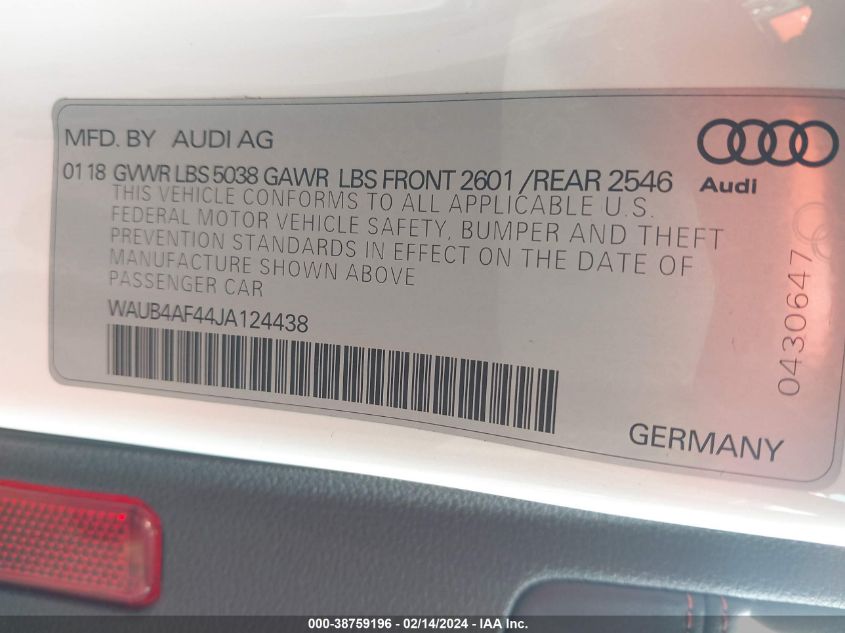 MFD. BY AUDI AG
Audi
01 18 GVWR LBS 5038 GAWR LBS FRONT 2601 / REAR 2546
THIS VEHICLE CONFORMS TO ALL APPLICABLE U.S.
FEDERAL MOTOR VEHICLE SAFETY, BUMPER AND THEFT
PREVENTION STANDARDS IN EFFECT ON THE DATE OF
MANUFACTURE SHOWN ABOVE
PASSENGER CAR
WAUB4AF44JA124438
0430647
GERMANY
000-38759196 - 02/14/2024 - IAA Inc.